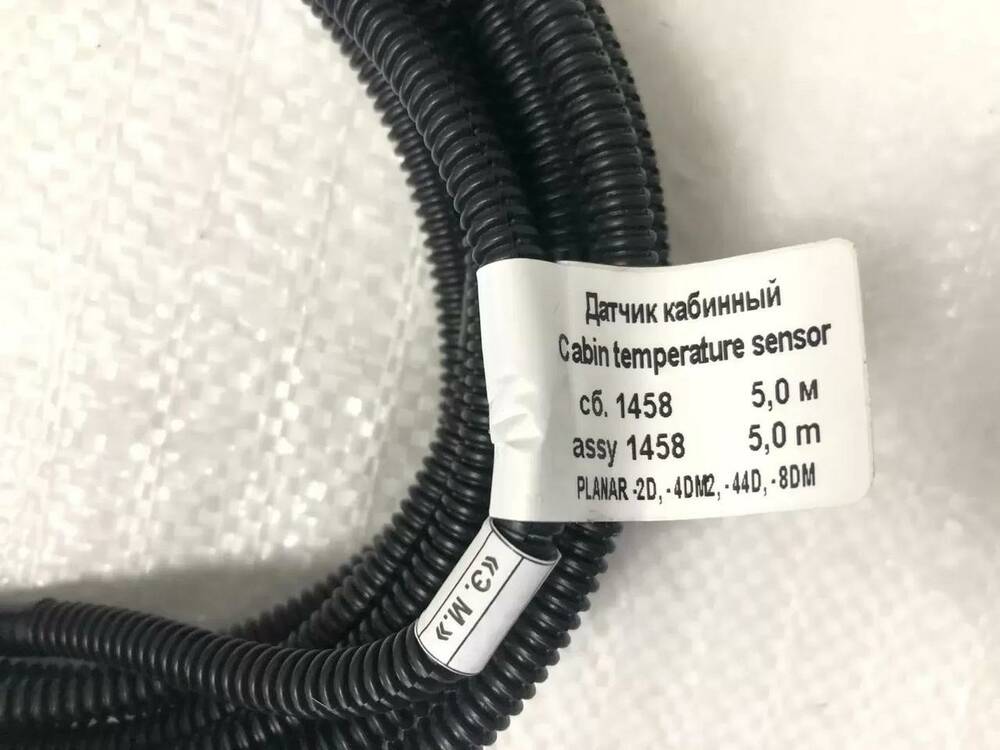 Датчик кабинный
Cabin temperature sensor
сб. 1458 5,0 м
assy 1458 5,0 m
PLANAR -2D, -4DM2, -44D, -8DM
«Э. М.»